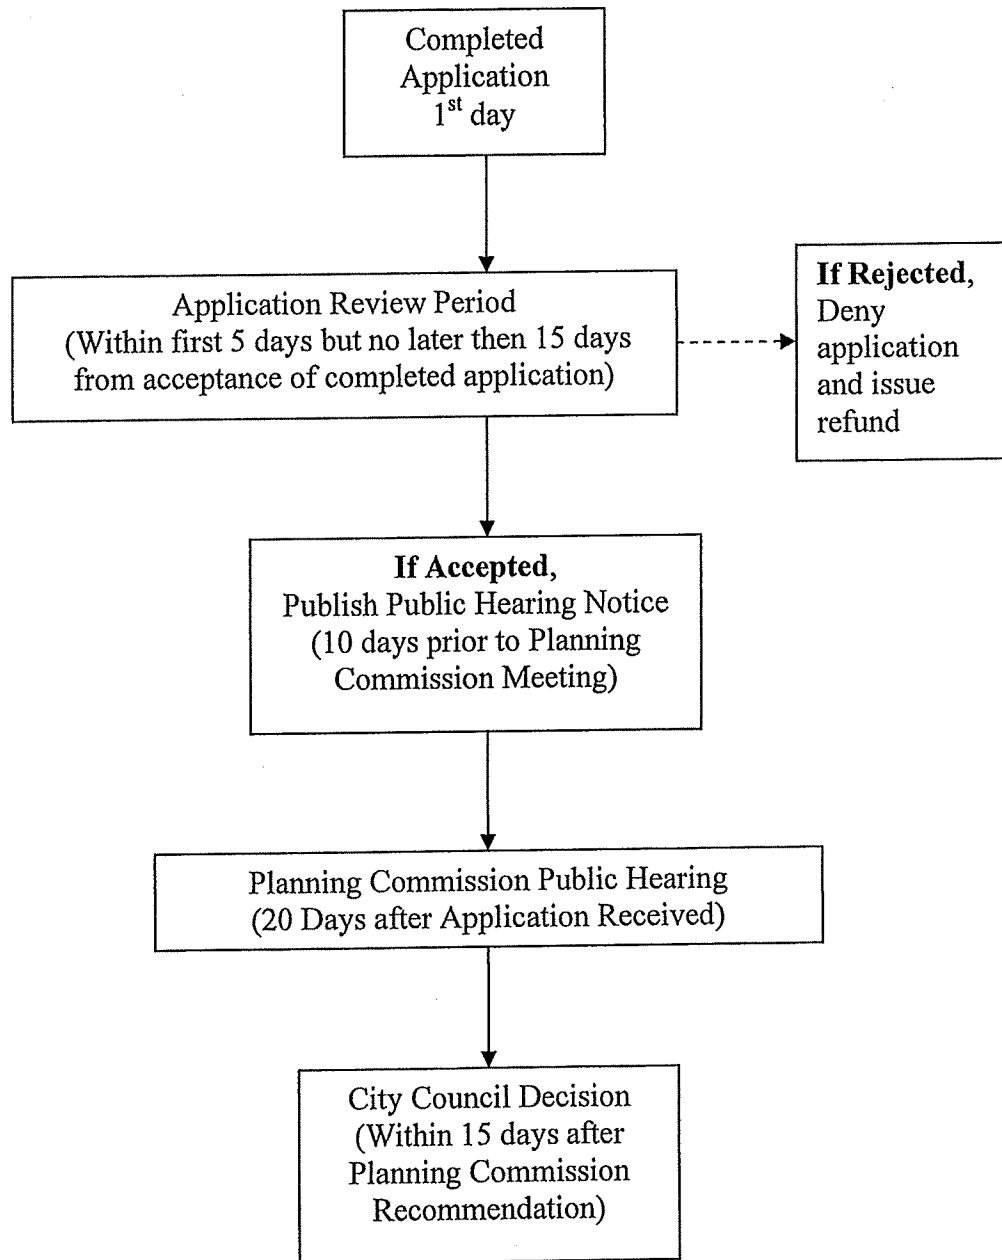 Completed
Application
1st day
Application Review Period
(Within first 5 days but no later then 15 days
from acceptance of completed application)
If Rejected,
Deny
application
and issue
refund
If Accepted,
Publish Public Hearing Notice
(10 days prior to Planning
Commission Meeting)
Planning Commission Public Hearing
(20 Days after Application Received)
City Council Decision
(Within 15 days after
Planning Commission
Recommendation)